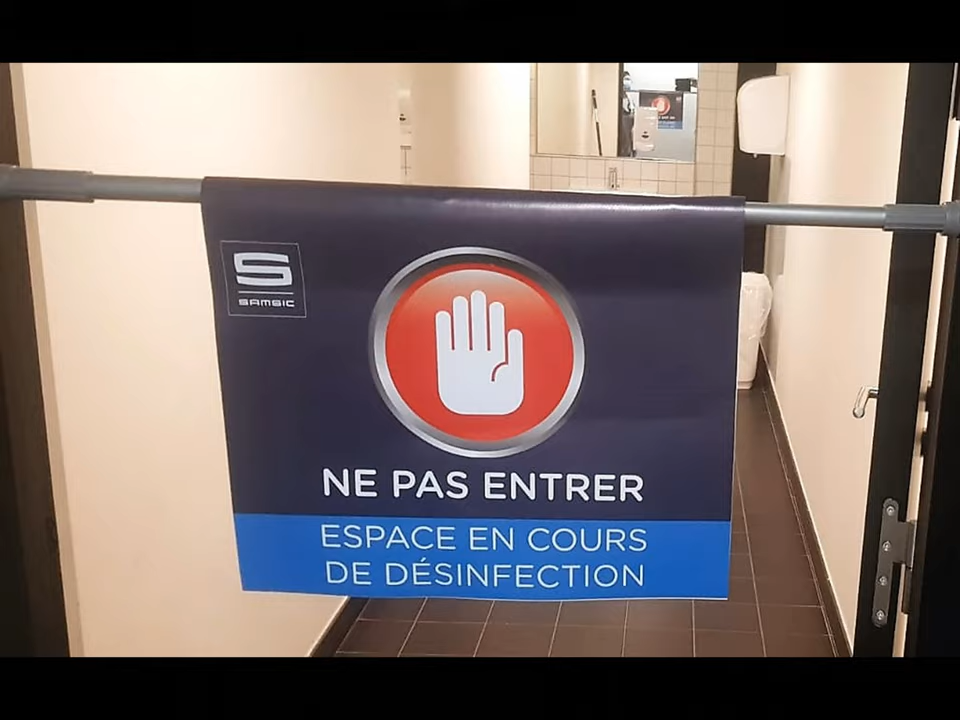 SAMSIC
NE PAS ENTRER
ESPACE EN COURS
DE DÉSINFECTION